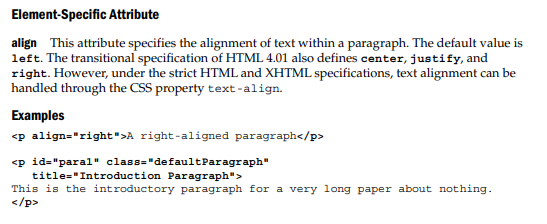 Element-Specific Attribute
align This attribute specifies the alignment of text within a paragraph. The default value is
left. The transitional specification of HTML 4.01 also defines center, justify, and
right. However, under the strict HTML and XHTML specifications, text alignment can be
handled through the CSS property text-align.
Examples
<p align="right">A right-aligned paragraph</p>
<p id="para1" class="defaultParagraph"
title="Introduction Paragraph">
This is the introductory paragraph for a very long paper about nothing.
</p>